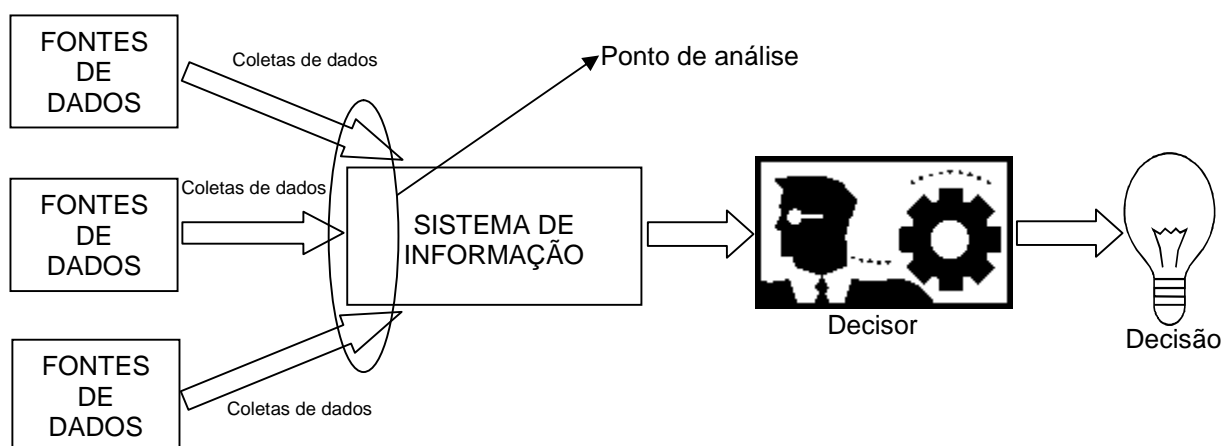 FONTES
DE
DADOS
Coletas de dados
Ponto de análise
FONTES
DE
DADOS
Coletas de dados
SISTEMA DE
INFORMAÇÃO
Decisor
Decisão
FONTES
DE
DADOS
Coletas de dados